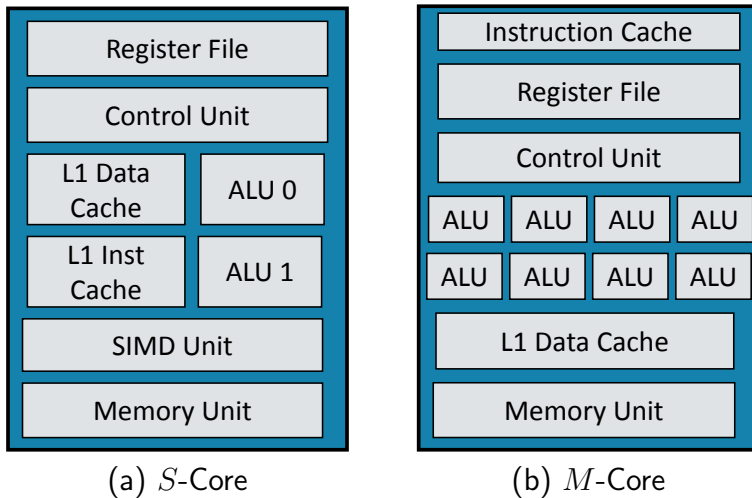 Register File
Control Unit
L1 Data
Cache
ALU 0
L1 Inst
Cache
ALU 1
SIMD Unit
Memory Unit
(a) S-Core
Instruction Cache
Register File
Control Unit
ALU ALU ALU ALU
ALU ALU ALU ALU
L1 Data Cache
Memory Unit
(b) M-Core